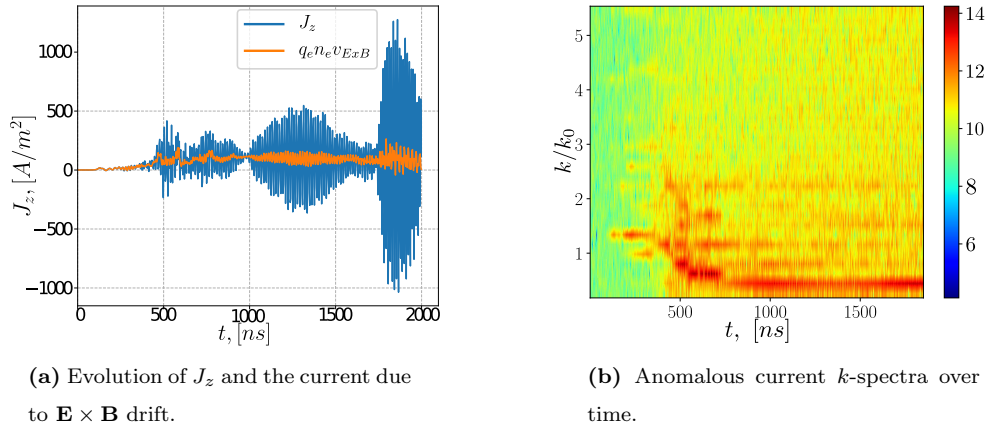 1000
500
0
−500
−1000
J_z, [A/m^2]
J_z
q_e n_e v_{ExB}
0 500 1000 1500 2000
t, [ns]
5
4
3
2
1
k/k_0
500 1000 1500
t, [ns]
14
12
10
8
6
(a) Evolution of J_z and the current due
to E × B drift.
(b) Anomalous current k-spectra over
time.